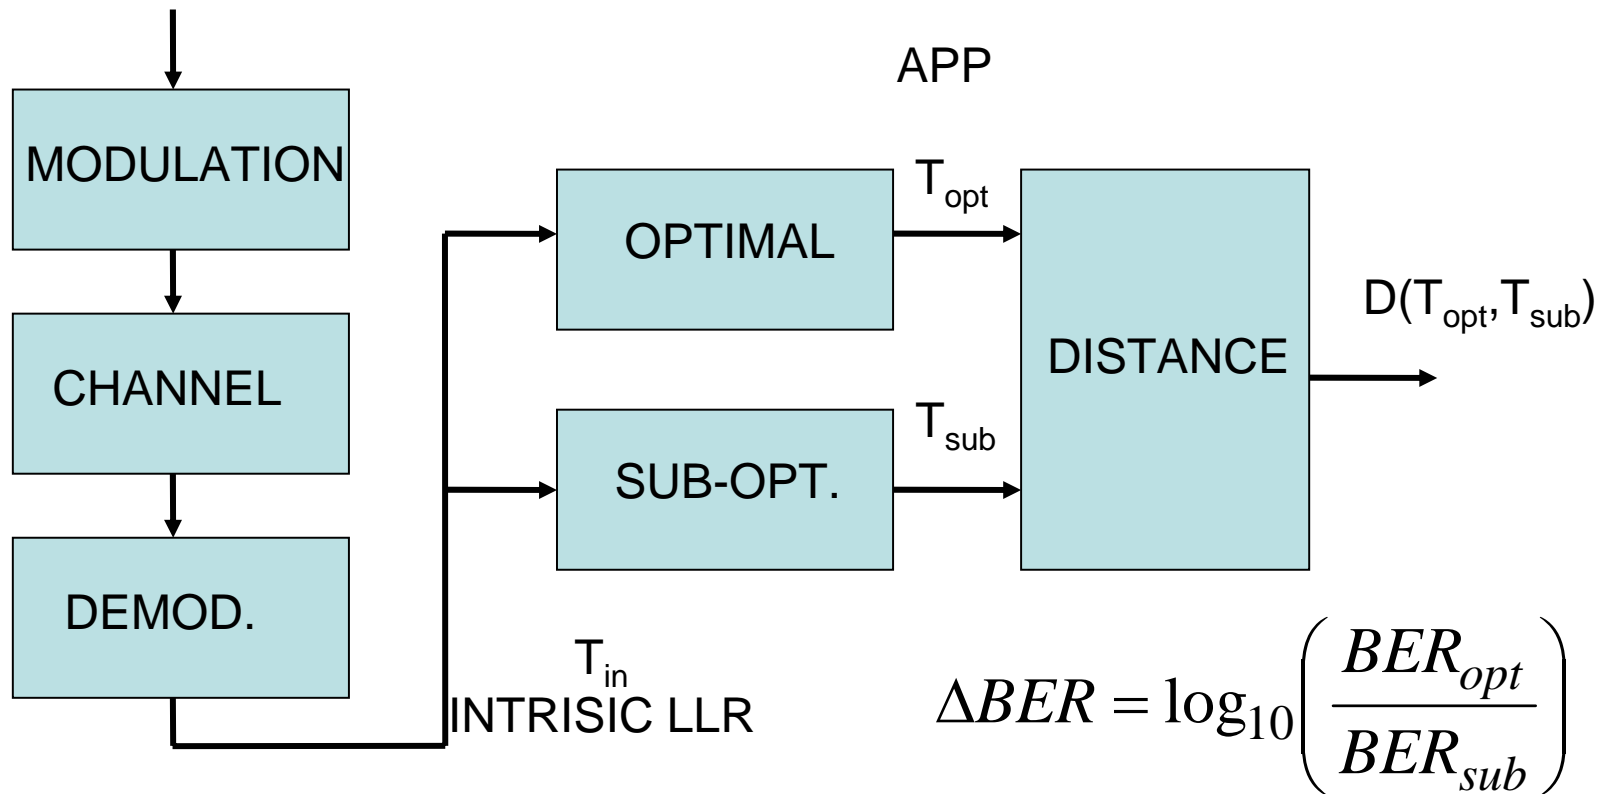 APP
MODULATION
CHANNEL
DEMOD.
T_in
INTRISIC LLR
OPTIMAL
SUB-OPT.
T_opt
T_sub
DISTANCE
D(T_opt,T_sub)
ΔBER = log_10(BER_opt / BER_sub)